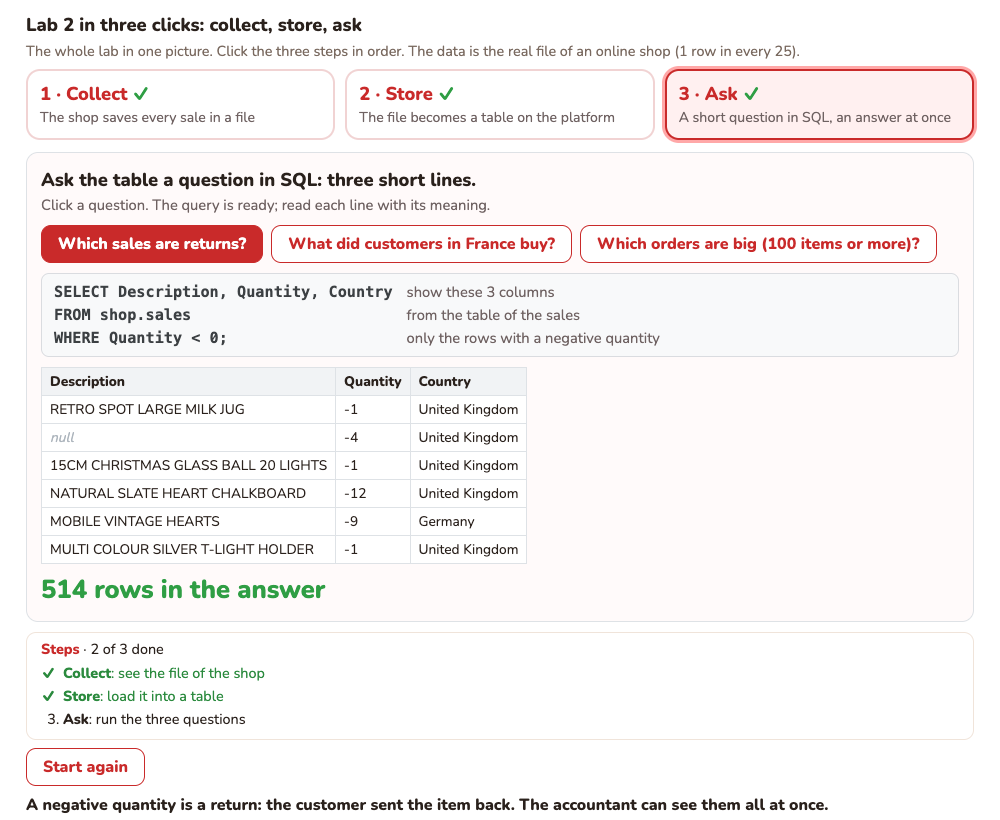 Lab 2 in three clicks: collect, store, ask
The whole lab in one picture. Click the three steps in order. The data is the real file of an online shop (1 row in every 25).
1 · Collect ✓
The shop saves every sale in a file
2 · Store ✓
The file becomes a table on the platform
3 · Ask ✓
A short question in SQL, an answer at once
Ask the table a question in SQL: three short lines.
Click a question. The query is ready; read each line with its meaning.
Which sales are returns? What did customers in France buy? Which orders are big (100 items or more)?
SELECT Description, Quantity, Country show these 3 columns
FROM shop.sales from the table of the sales
WHERE Quantity < 0; only the rows with a negative quantity
Description Quantity Country
RETRO SPOT LARGE MILK JUG -1 United Kingdom
null -4 United Kingdom
15CM CHRISTMAS GLASS BALL 20 LIGHTS -1 United Kingdom
NATURAL SLATE HEART CHALKBOARD -12 United Kingdom
MOBILE VINTAGE HEARTS -9 Germany
MULTI COLOUR SILVER T-LIGHT HOLDER -1 United Kingdom
514 rows in the answer
Steps · 2 of 3 done
✓ Collect: see the file of the shop
✓ Store: load it into a table
3. Ask: run the three questions
Start again
A negative quantity is a return: the customer sent the item back. The accountant can see them all at once.